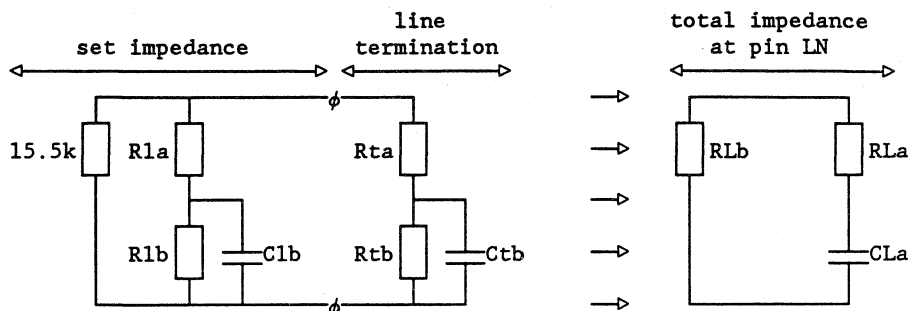 set impedance
line
termination
total impedance
at pin LN
15.5k
R1a
Rta
RLb
RLa
R1b
C1b
Rtb
Ctb
CLa